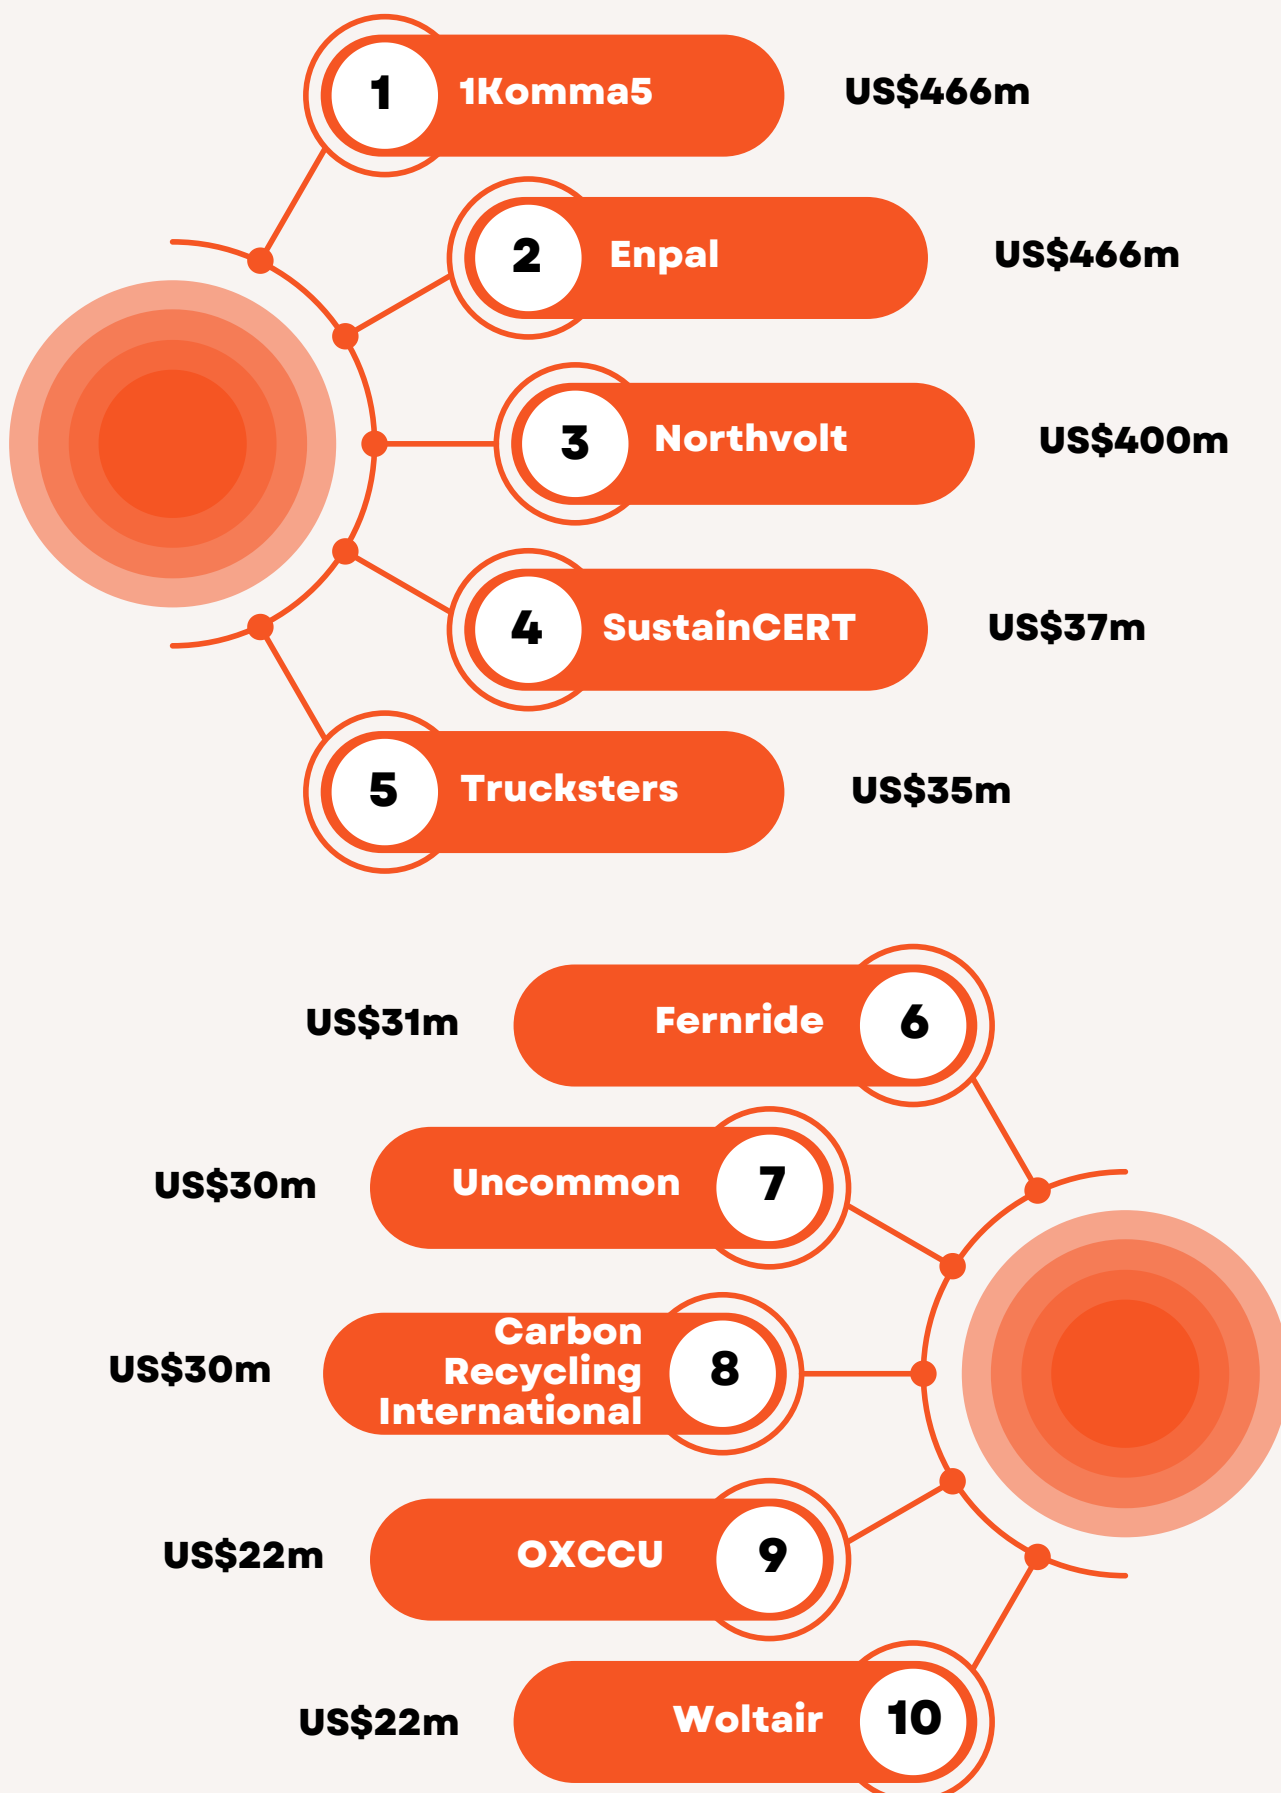 1 1Komma5 US$466m
2 Enpal US$466m
3 Northvolt US$400m
4 SustainCERT US$37m
5 Trucksters US$35m
US$31m Fernride 6
US$30m Uncommon 7
Carbon
US$30m Recycling 8
International
US$22m OXCCU 9
US$22m Woltair 10